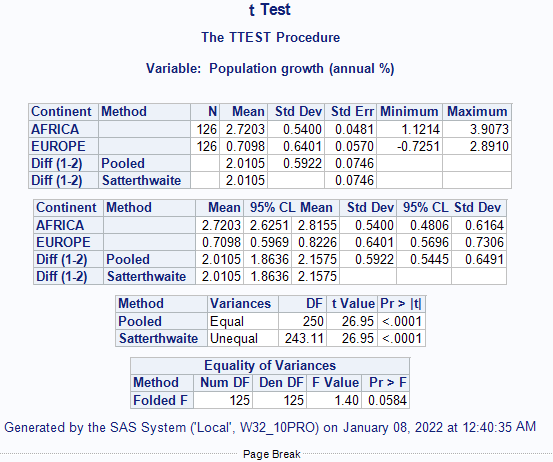 t Test
The TTEST Procedure
Variable: Population growth (annual %)
Continent Method N Mean Std Dev Std Err Minimum Maximum
AFRICA 126 2.7203 0.5400 0.0481 1.1214 3.9073
EUROPE 126 0.7098 0.6401 0.0570 -0.7251 2.8910
Diff (1-2) Pooled 2.0105 0.5922 0.0746
Diff (1-2) Satterthwaite 2.0105 0.0746
Continent Method Mean 95% CL Mean Std Dev 95% CL Std Dev
AFRICA 2.7203 2.6251 2.8155 0.5400 0.4806 0.6164
EUROPE 0.7098 0.5969 0.8226 0.6401 0.5696 0.7306
Diff (1-2) Pooled 2.0105 1.8636 2.1575 0.5922 0.5445 0.6491
Diff (1-2) Satterthwaite 2.0105 1.8636 2.1575
Method Variances DF t Value Pr > |t|
Pooled Equal 250 26.95 <.0001
Satterthwaite Unequal 243.11 26.95 <.0001
Equality of Variances
Method Num DF Den DF F Value Pr > F
Folded F 125 125 1.40 0.0584
Generated by the SAS System ('Local', W32_10PRO) on January 08, 2022 at 12:40:35 AM
Page Break